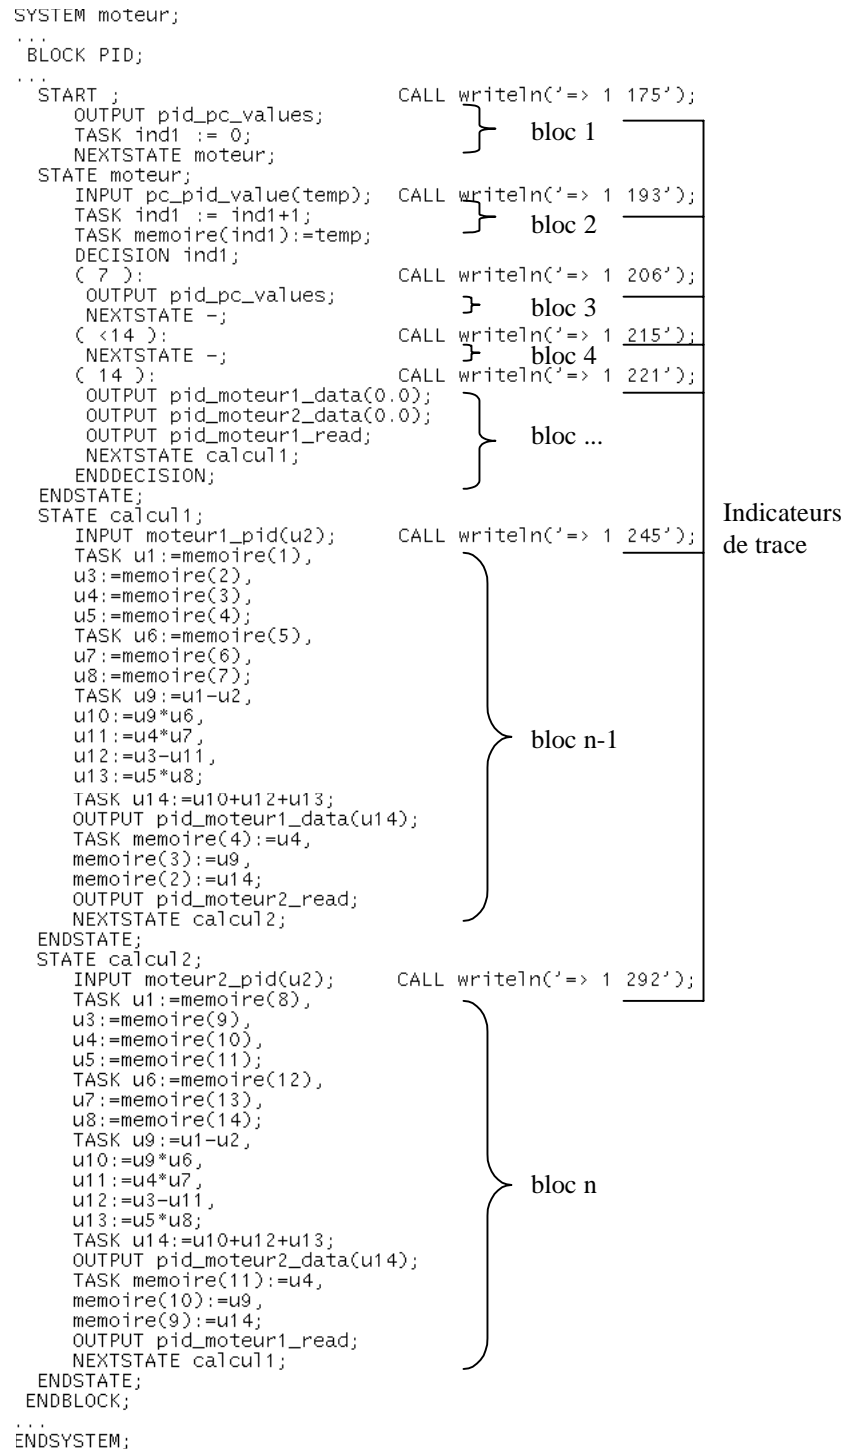 SYSTEM moteur;
...
BLOCK PID;
...
START ; CALL writeln('=> 1 175');
OUTPUT pid_pc_values;
TASK ind1 := 0; bloc 1
NEXTSTATE moteur;
STATE moteur;
INPUT pc_pid_value(temp); CALL writeln('=> 1 193');
TASK ind1 := ind1+1;
TASK memoire(ind1):=temp; bloc 2
DECISION ind1;
( 7 ): CALL writeln('=> 1 206');
OUTPUT pid_pc_values; bloc 3
NEXTSTATE -;
( <14 ): CALL writeln('=> 1 215');
NEXTSTATE -; bloc 4
( 14 ): CALL writeln('=> 1 221');
OUTPUT pid_moteur1_data(0.0);
OUTPUT pid_moteur2_data(0.0);
OUTPUT pid_moteur1_read; bloc ...
NEXTSTATE calcul1;
ENDDECISION;
ENDSTATE;
STATE calcul1; Indicateurs
INPUT moteur1_pid(u2); CALL writeln('=> 1 245'); de trace
TASK u1:=memoire(1),
u3:=memoire(2),
u4:=memoire(3),
u5:=memoire(4);
TASK u6:=memoire(5),
u7:=memoire(6),
u8:=memoire(7);
TASK u9:=u1-u2,
u10:=u9*u6,
u11:=u4*u7, bloc n-1
u12:=u3-u11,
u13:=u5*u8;
TASK u14:=u10+u12+u13;
OUTPUT pid_moteur1_data(u14);
TASK memoire(4):=u4,
memoire(3):=u9,
memoire(2):=u14;
OUTPUT pid_moteur2_read;
NEXTSTATE calcul2;
ENDSTATE;
STATE calcul2;
INPUT moteur2_pid(u2); CALL writeln('=> 1 292');
TASK u1:=memoire(8),
u3:=memoire(9),
u4:=memoire(10),
u5:=memoire(11);
TASK u6:=memoire(12),
u7:=memoire(13),
u8:=memoire(14);
TASK u9:=u1-u2,
u10:=u9*u6,
u11:=u4*u7, bloc n
u12:=u3-u11,
u13:=u5*u8;
TASK u14:=u10+u12+u13;
OUTPUT pid_moteur2_data(u14);
TASK memoire(11):=u4,
memoire(10):=u9,
memoire(9):=u14;
OUTPUT pid_moteur1_read;
NEXTSTATE calcul1;
ENDSTATE;
ENDBLOCK;
...
ENDSYSTEM;